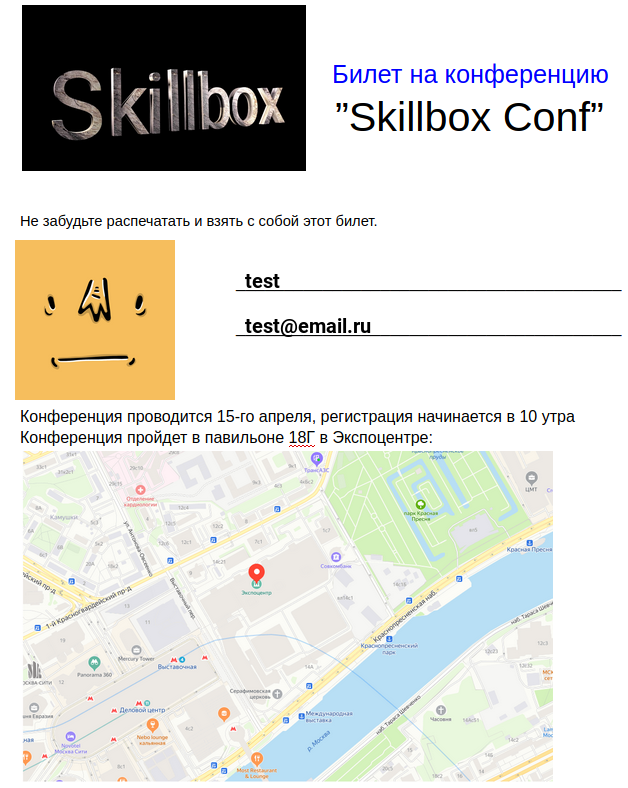 Skillbox
Билет на конференцию
”Skillbox Conf”
Не забудьте распечатать и взять с собой этот билет.
test
test@email.ru
Конференция проводится 15-го апреля, регистрация начинается в 10 утра
Конференция пройдет в павильоне 18Г в Экспоцентре:
ТрансАЗС
Отделение кардиологии
ЦМТ
Камушки
парк Красная Пресня
ул. Антонова-Овсеенко
Красная Пресня
Совкомбанк
Экспоцентр
Выставочный пер.
1-й Красногвардейский пр-д
Краснопресненская наб.
Краснопресненский парк
Mercury Tower
Выставочная
Panorama 360
Серафимовская церковь
Деловой центр
Международная выставка
Часовня
наб. Тараса Шевченко
р. Москва
Novotel Москва Сити
Nebo lounge кальянная
Most Restaurant & Lounge